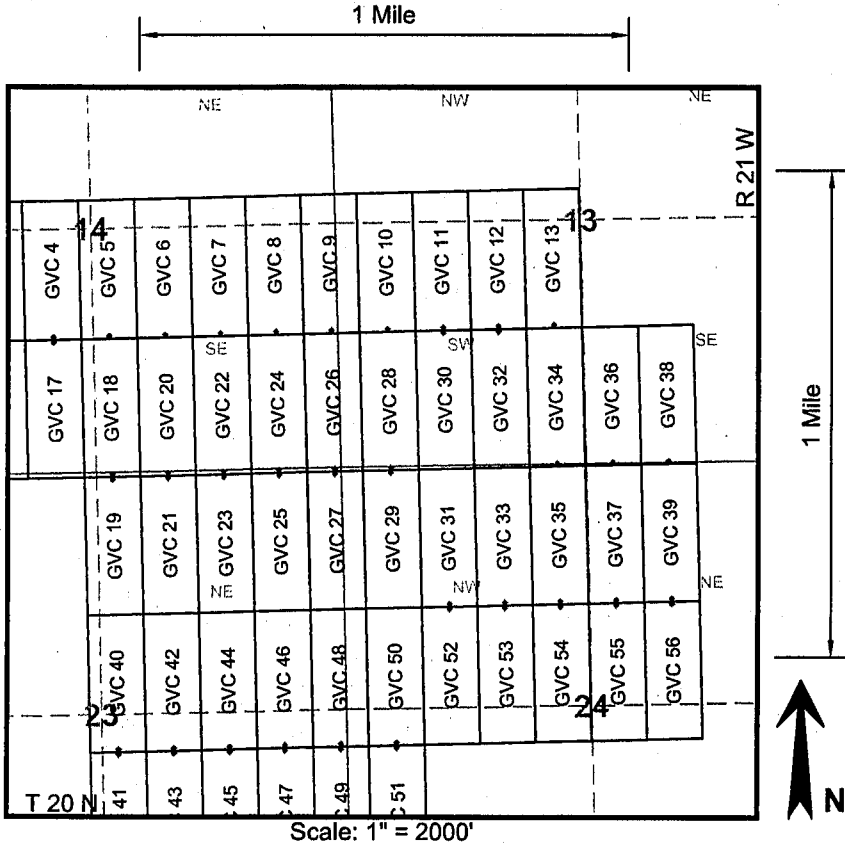 1 Mile
NE NW NE
R 21 W
14 13
GVC 4 GVC 5 GVC 6 GVC 7 GVC 8 GVC 9 GVC 10 GVC 11 GVC 12 GVC 13
SE SW SE
GVC 17 GVC 18 GVC 20 GVC 22 GVC 24 GVC 26 GVC 28 GVC 30 GVC 32 GVC 34 GVC 36 GVC 38
1 Mile
GVC 19 GVC 21 GVC 23 GVC 25 GVC 27 GVC 29 GVC 31 GVC 33 GVC 35 GVC 37 GVC 39
NE NW NE
GVC 40 GVC 42 GVC 44 GVC 46 GVC 48 GVC 50 GVC 52 GVC 53 GVC 54 GVC 55 GVC 56
23 24
T 20 N 41 43 45 47 49 51
N
Scale: 1" = 2000'